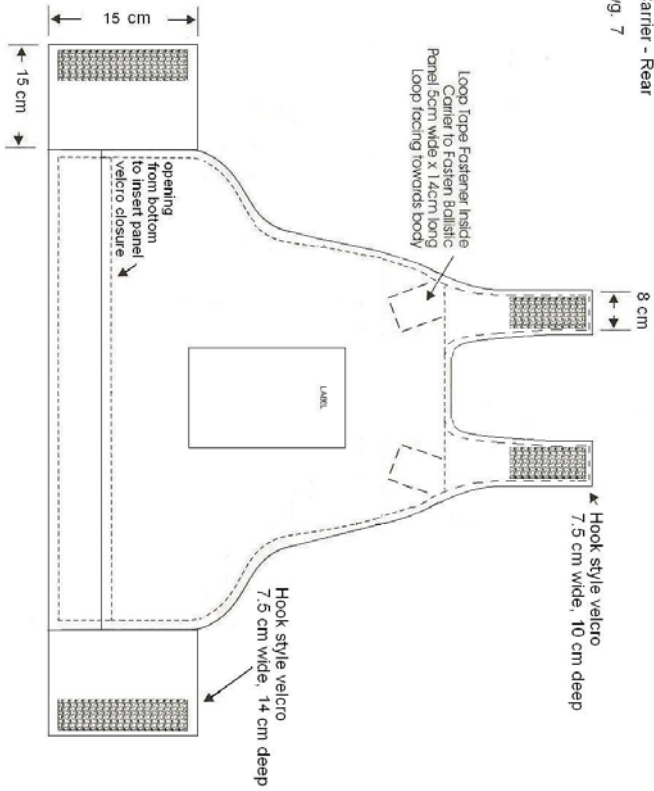 Carrier - Rear
wg. 7
8 cm
Hook style velcro
7.5 cm wide, 10 cm deep
Loop Tape Fastener Inside
Carrier to Fasten Ballistic
Panel 5cm wide x 14cm long
Loop facing towards body
LABEL
Hook style velcro
7.5 cm wide, 14 cm deep
opening
from bottom
to insert panel
velcro closure
15 cm
15 cm